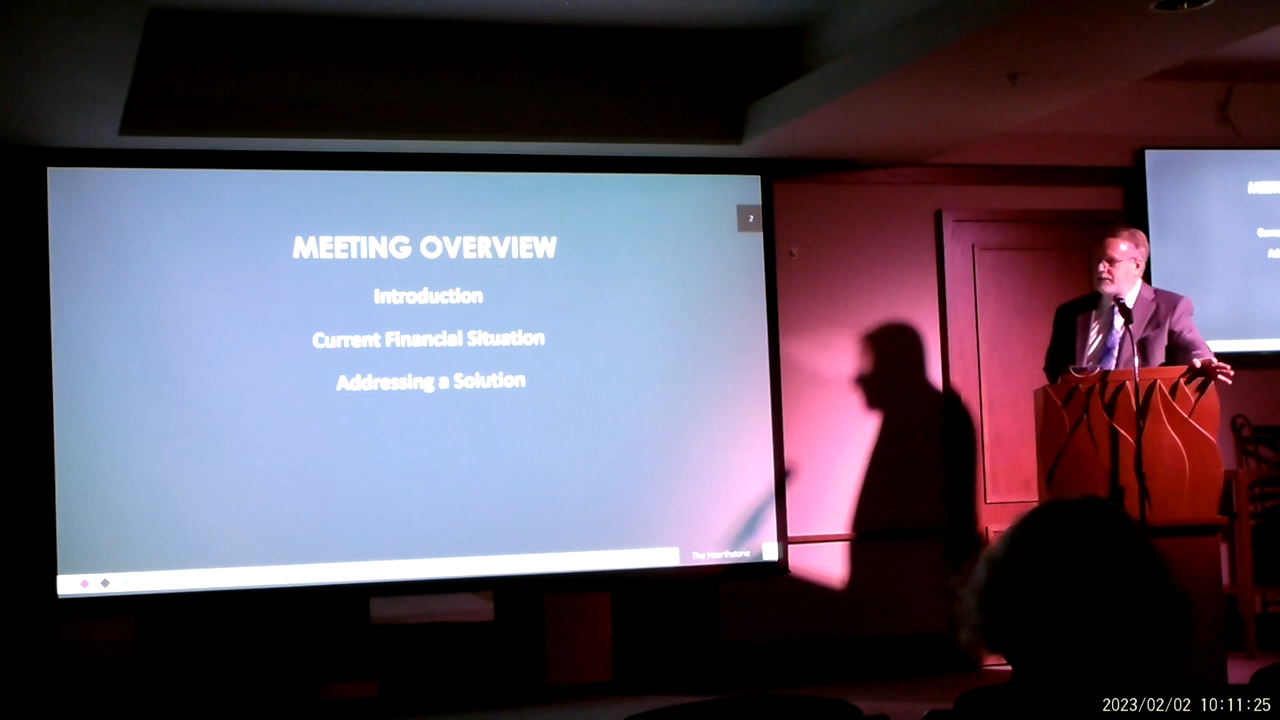 2
MEETING OVERVIEW
Introduction
Current Financial Situation
Addressing a Solution
The Hearthstone
2023/02/02 10:11:25